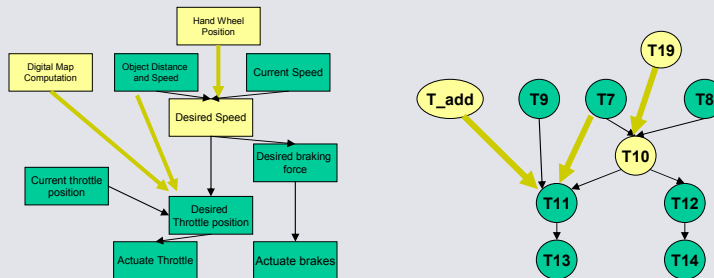 Hand Wheel
Position
Digital Map
Computation
Object Distance
and Speed
Current Speed
Desired Speed
Desired braking
force
Current throttle
position
Desired
Throttle position
Actuate Throttle
Actuate brakes
T19
T_add
T9
T7
T8
T10
T11
T12
T13
T14